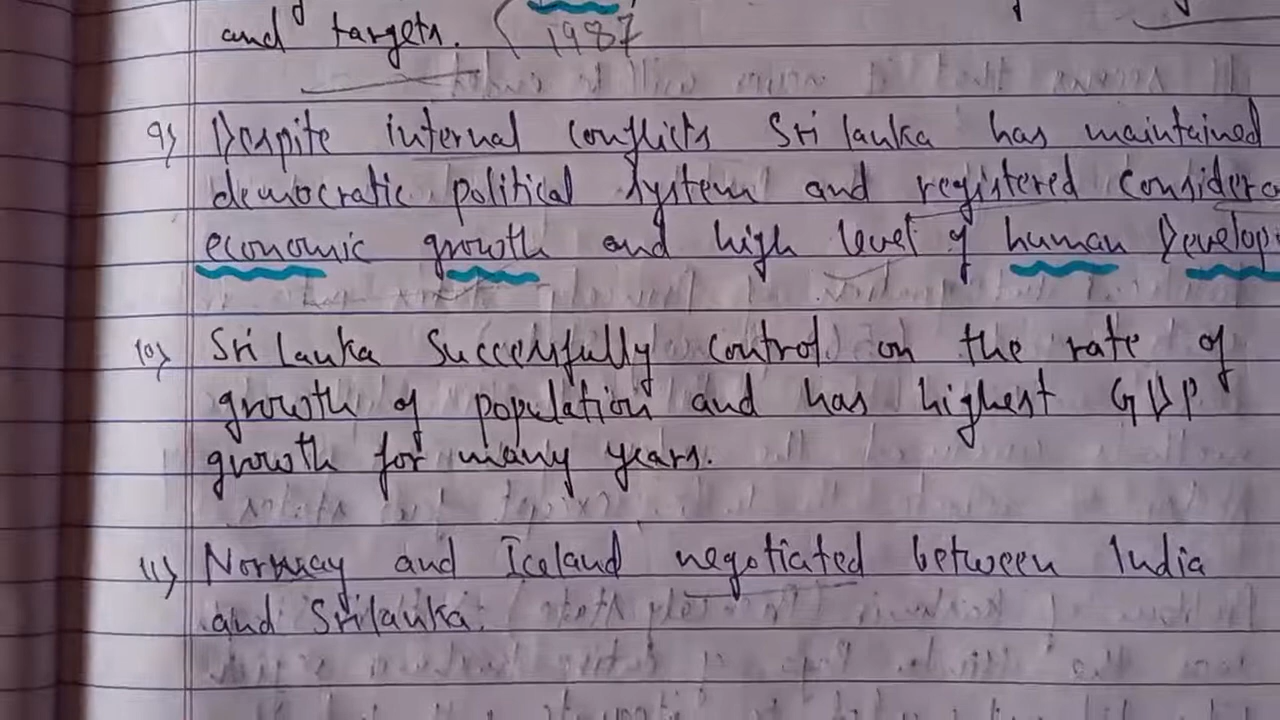 and targets. ( 1987
9) Despite internal conflicts Sri lanka has maintained
democratic political system and registered considera
economic growth and high level of human Develop
10) Sri Lanka Successfully control on the rate of
growth of population and has highest GDP
growth for many years.
11) Norway and Iceland negotiated between India
and Srilanka.